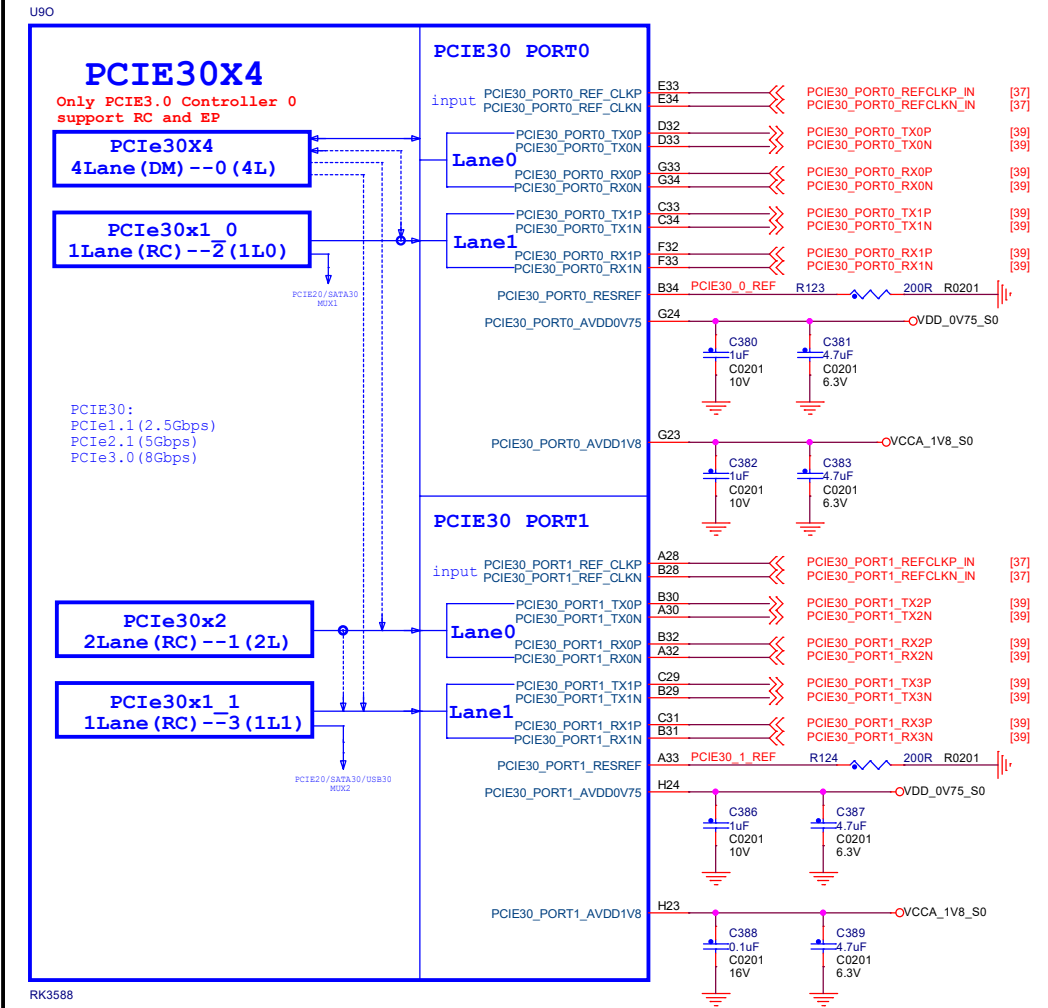 U9O
PCIE30X4
Only PCIE3.0 Controller 0
support RC and EP
PCIe30X4
4Lane(DM)--0(4L)
PCIe30x1_0
1Lane(RC)--2(1L0)
PCIE20/SATA30
MUX1
PCIE30:
PCIe1.1(2.5Gbps)
PCIe2.1(5Gbps)
PCIe3.0(8Gbps)
PCIe30x2
2Lane(RC)--1(2L)
PCIe30x1_1
1Lane(RC)--3(1L1)
PCIE20/SATA30/USB30
MUX2
PCIE30 PORT0
input
PCIE30_PORT0_REF_CLKP E33 PCIE30_PORT0_REFCLKP_IN [37]
PCIE30_PORT0_REF_CLKN E34 PCIE30_PORT0_REFCLKN_IN [37]
Lane0
PCIE30_PORT0_TX0P D32 PCIE30_PORT0_TX0P [39]
PCIE30_PORT0_TX0N D33 PCIE30_PORT0_TX0N [39]
PCIE30_PORT0_RX0P G33 PCIE30_PORT0_RX0P [39]
PCIE30_PORT0_RX0N G34 PCIE30_PORT0_RX0N [39]
Lane1
PCIE30_PORT0_TX1P C33 PCIE30_PORT0_TX1P [39]
PCIE30_PORT0_TX1N C34 PCIE30_PORT0_TX1N [39]
PCIE30_PORT0_RX1P F32 PCIE30_PORT0_RX1P [39]
PCIE30_PORT0_RX1N F33 PCIE30_PORT0_RX1N [39]
PCIE30_PORT0_RESREF B34 PCIE30_0_REF R123 200R R0201
PCIE30_PORT0_AVDD0V75 G24 VDD_0V75_S0
C380 C381
1uF 4.7uF
C0201 C0201
10V 6.3V
PCIE30_PORT0_AVDD1V8 G23 VCCA_1V8_S0
C382 C383
1uF 4.7uF
C0201 C0201
10V 6.3V
PCIE30 PORT1
input
PCIE30_PORT1_REF_CLKP A28 PCIE30_PORT1_REFCLKP_IN [37]
PCIE30_PORT1_REF_CLKN B28 PCIE30_PORT1_REFCLKN_IN [37]
Lane0
PCIE30_PORT1_TX0P B30 PCIE30_PORT1_TX2P [39]
PCIE30_PORT1_TX0N A30 PCIE30_PORT1_TX2N [39]
PCIE30_PORT1_RX0P B32 PCIE30_PORT1_RX2P [39]
PCIE30_PORT1_RX0N A32 PCIE30_PORT1_RX2N [39]
Lane1
PCIE30_PORT1_TX1P C29 PCIE30_PORT1_TX3P [39]
PCIE30_PORT1_TX1N B29 PCIE30_PORT1_TX3N [39]
PCIE30_PORT1_RX1P C31 PCIE30_PORT1_RX3P [39]
PCIE30_PORT1_RX1N B31 PCIE30_PORT1_RX3N [39]
PCIE30_PORT1_RESREF A33 PCIE30_1_REF R124 200R R0201
PCIE30_PORT1_AVDD0V75 H24 VDD_0V75_S0
C386 C387
1uF 4.7uF
C0201 C0201
10V 6.3V
PCIE30_PORT1_AVDD1V8 H23 VCCA_1V8_S0
C388 C389
0.1uF 4.7uF
C0201 C0201
16V 6.3V
RK3588